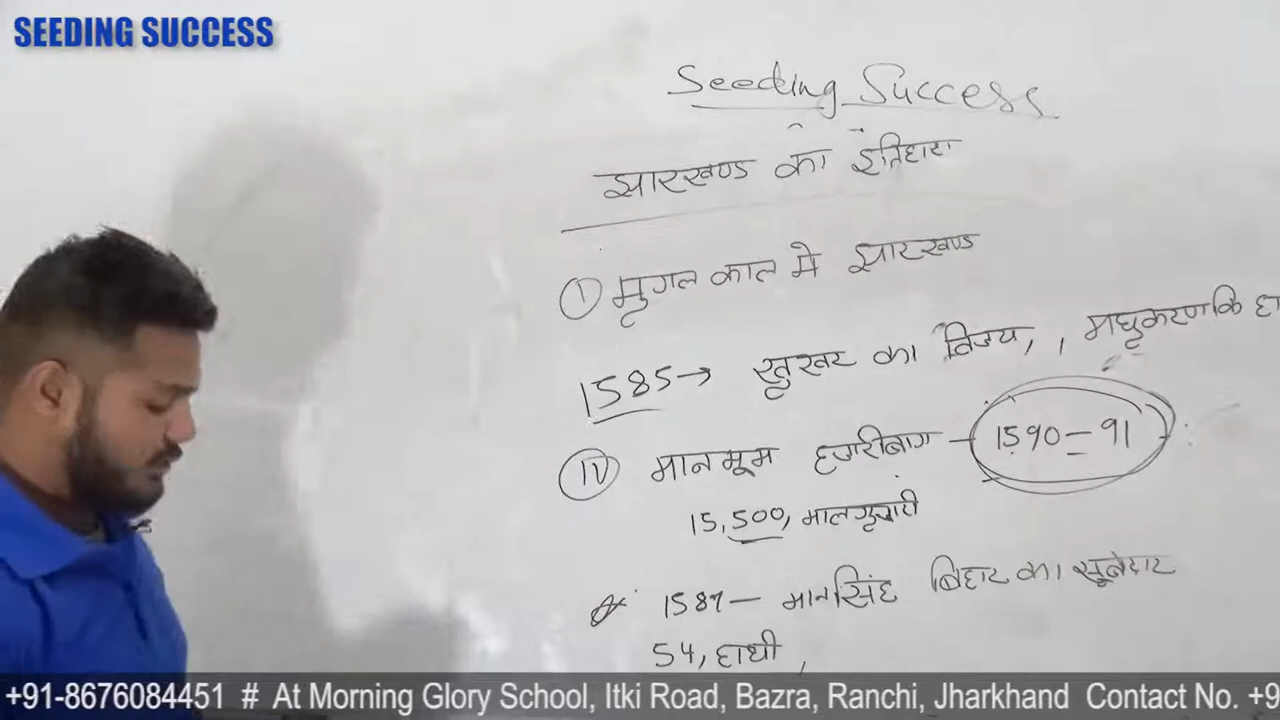 SEEDING SUCCESS
Seeding Success
झारखण्ड का इतिहास
I मुगल काल मे झारखण्ड
1585→ खुखर का विजय, , मधुकरण कि हा
IV मानभूम हजारीबाग – 1590–91
15,500, मालगुजारी
1587– मानसिंह बिहार का सूबेदार
54, हाथी,
+91-8676084451 # At Morning Glory School, Itki Road, Bazra, Ranchi, Jharkhand Contact No. +9